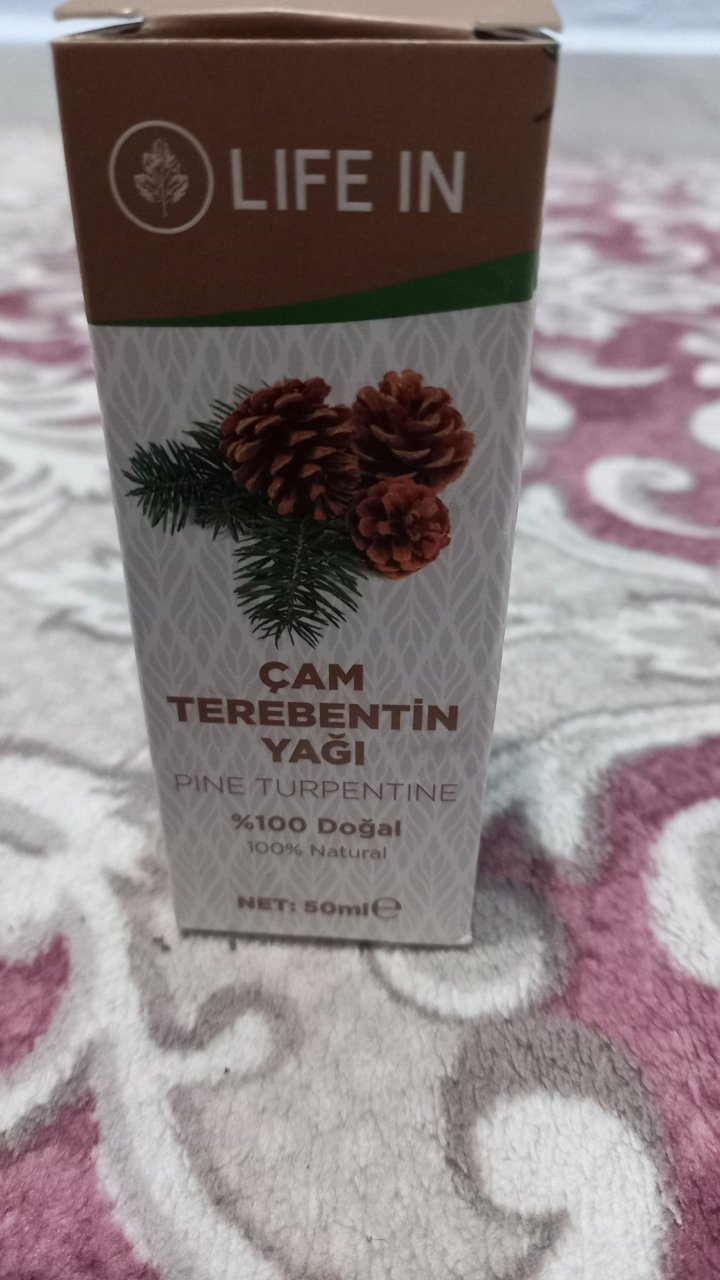 LIFE IN
ÇAM
TEREBENTİN
YAĞI
PINE TURPENTINE
%100 Doğal
100% Natural
NET: 50ml℮